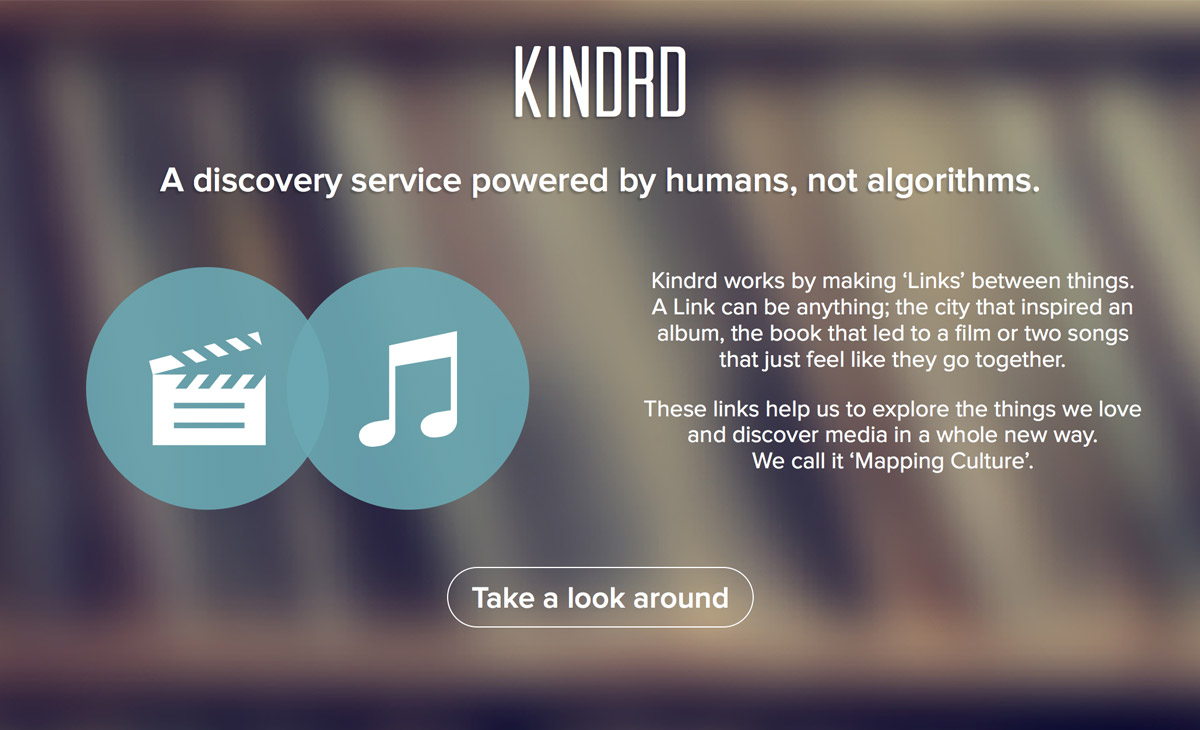 KINDRD
A discovery service powered by humans, not algorithms.
Kindrd works by making ‘Links’ between things.
A Link can be anything; the city that inspired an
album, the book that led to a film or two songs
that just feel like they go together.
These links help us to explore the things we love
and discover media in a whole new way.
We call it ‘Mapping Culture’.
Take a look around